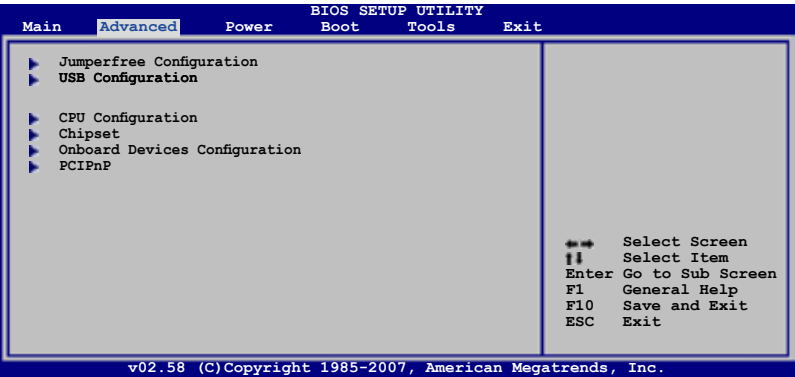 BIOS SETUP UTILITY
Main Advanced Power Boot Tools Exit
Jumperfree Configuration
USB Configuration
CPU Configuration
Chipset
Onboard Devices Configuration
PCIPnP
Select Screen
Select Item
Enter Go to Sub Screen
F1 General Help
F10 Save and Exit
ESC Exit
v02.58 (C)Copyright 1985-2007, American Megatrends, Inc.